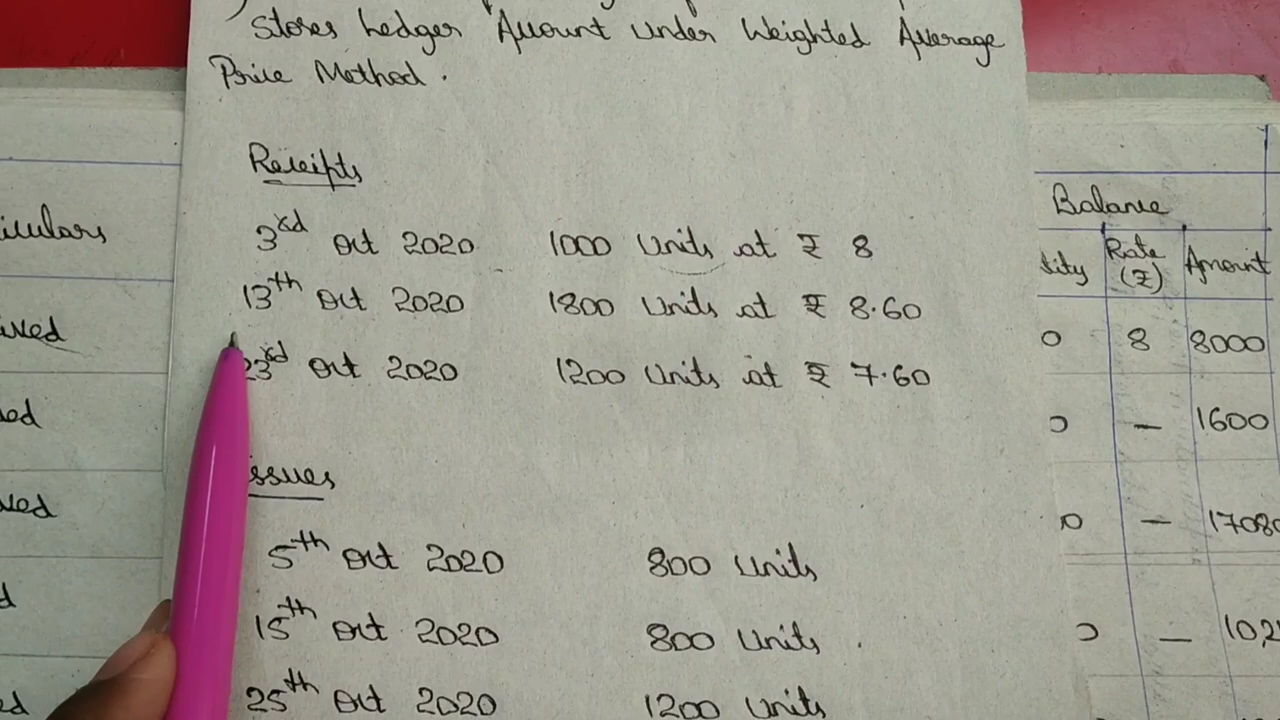 Stores Ledger Account under Weighted Average
Price Method.
Receipts
3rd Oct 2020 1000 Units at ₹ 8
13th Oct 2020 1800 Units at ₹ 8.60
23rd Oct 2020 1200 Units at ₹ 7.60
Issues
5th Oct 2020 800 Units
15th Oct 2020 800 Units.
25th Oct 2020 1200 Units
Balance
Rate (₹) Amount
8 8000
— 1600
— 17080
—